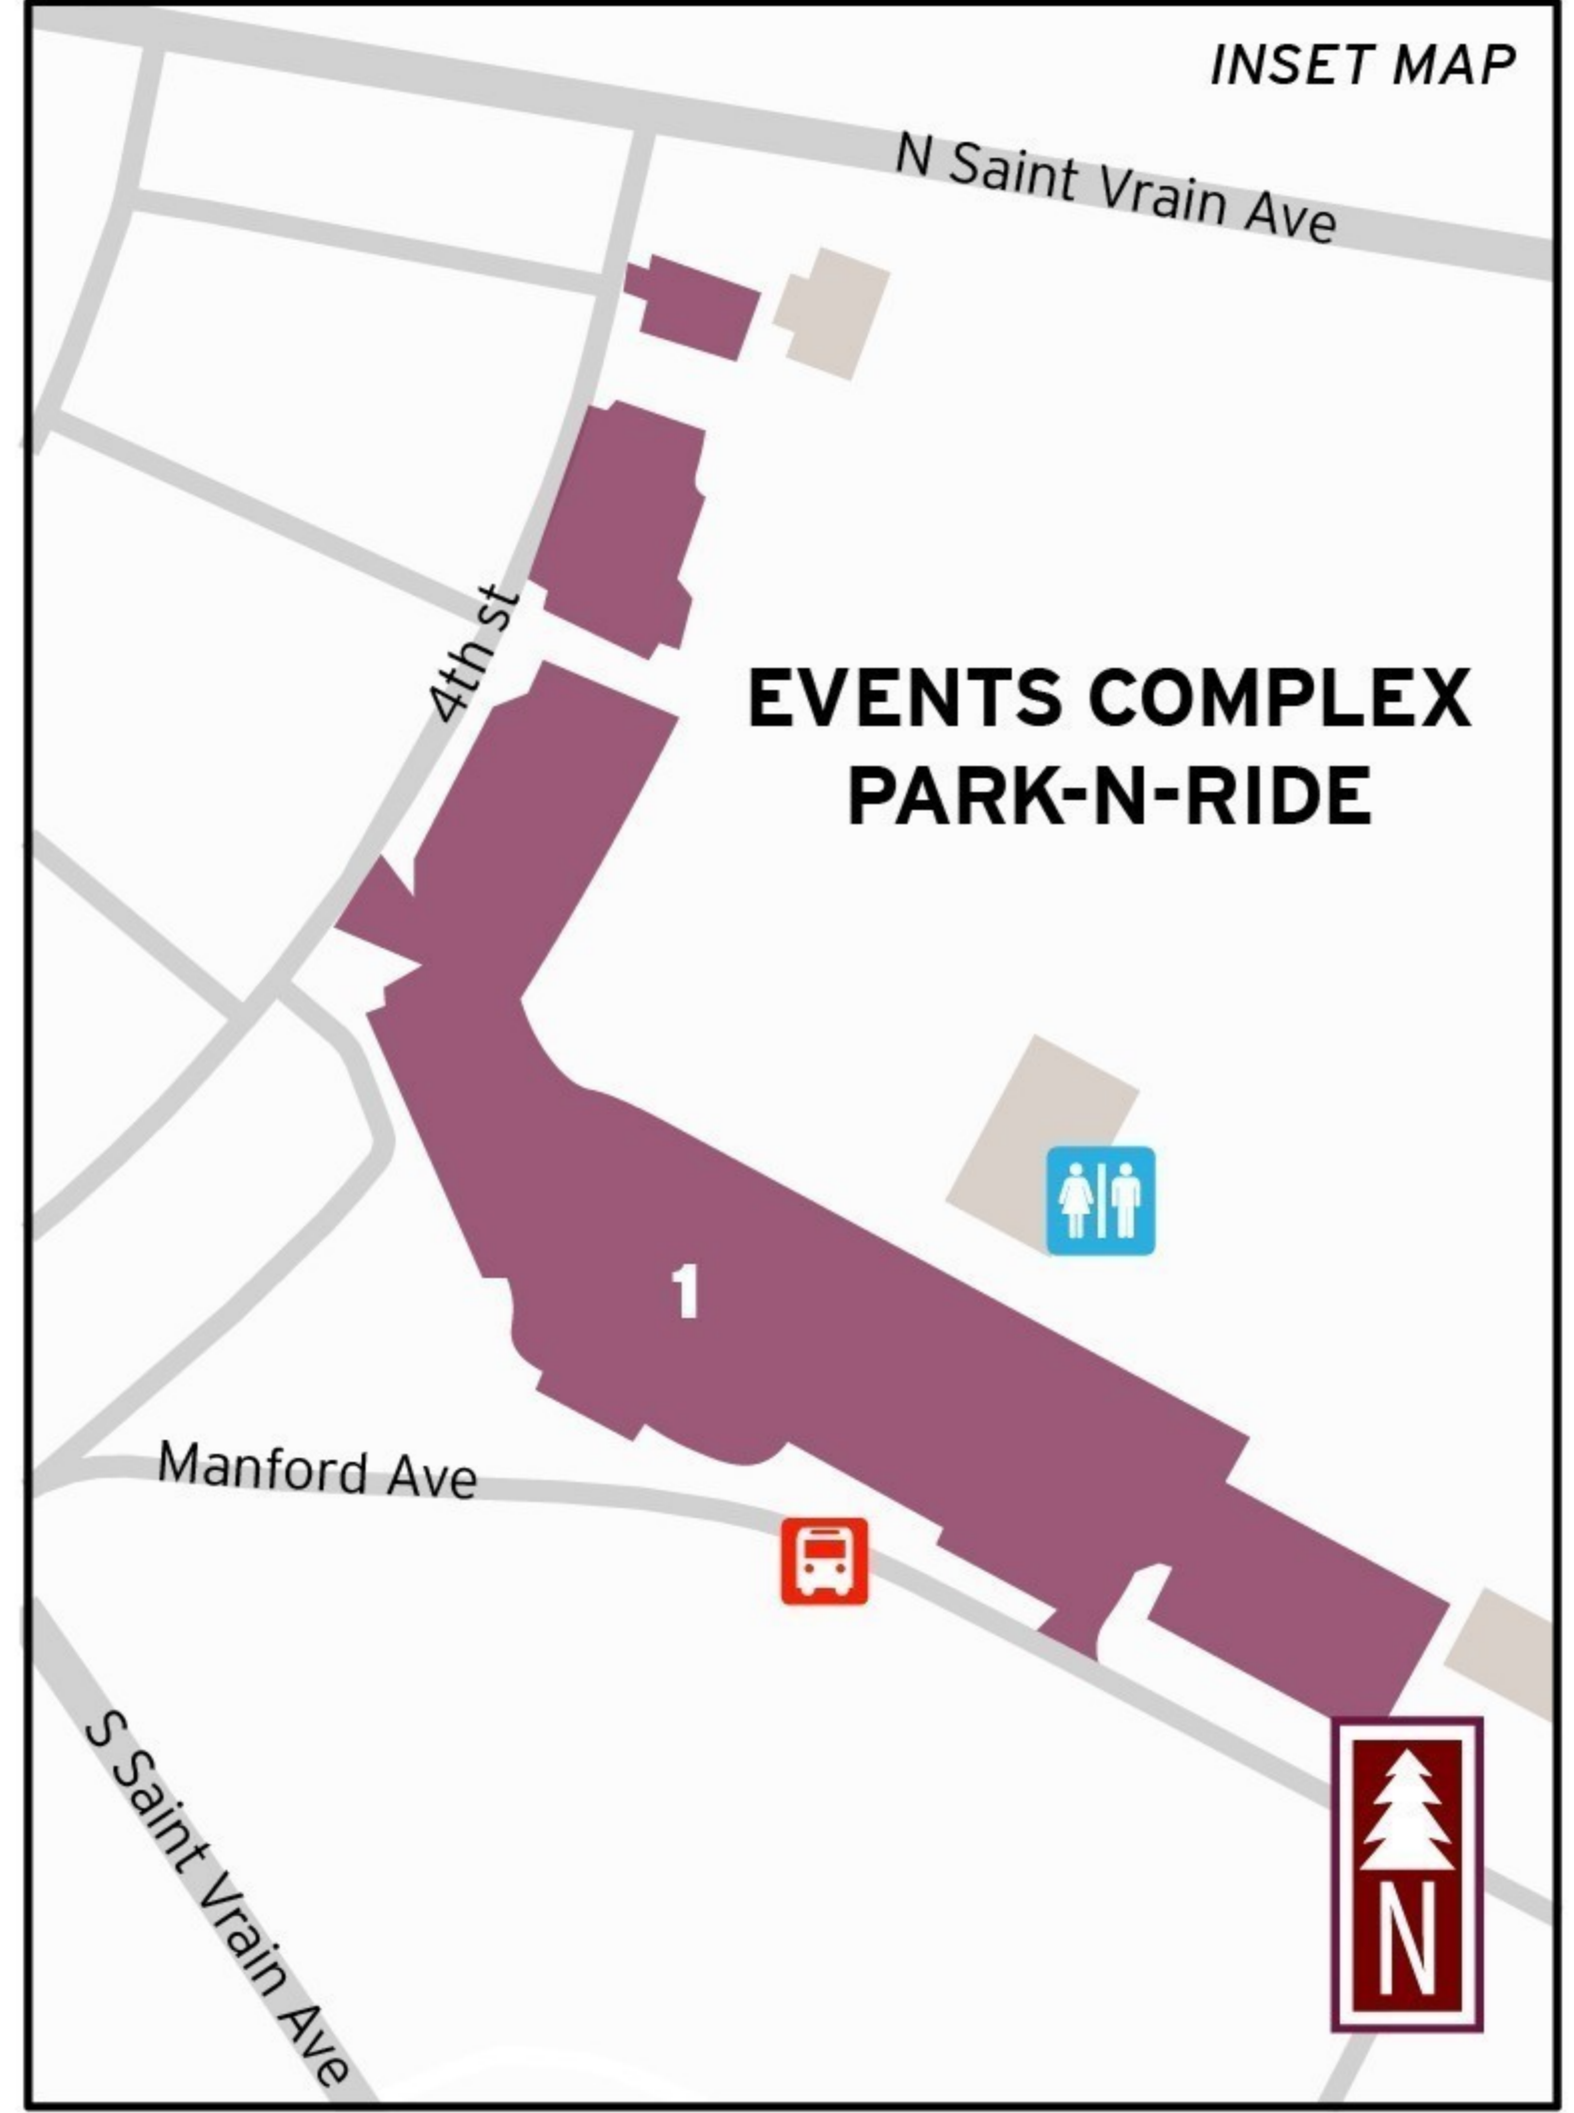 INSET MAP
N Saint Vrain Ave
4th st
EVENTS COMPLEX
PARK-N-RIDE
1
Manford Ave
S Saint Vrain Ave
N